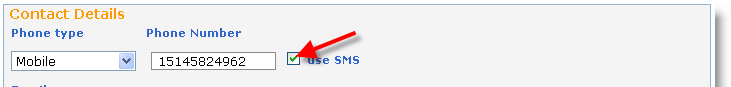 Contact Details
Phone type Phone Number
Mobile 15145824962 use SMS